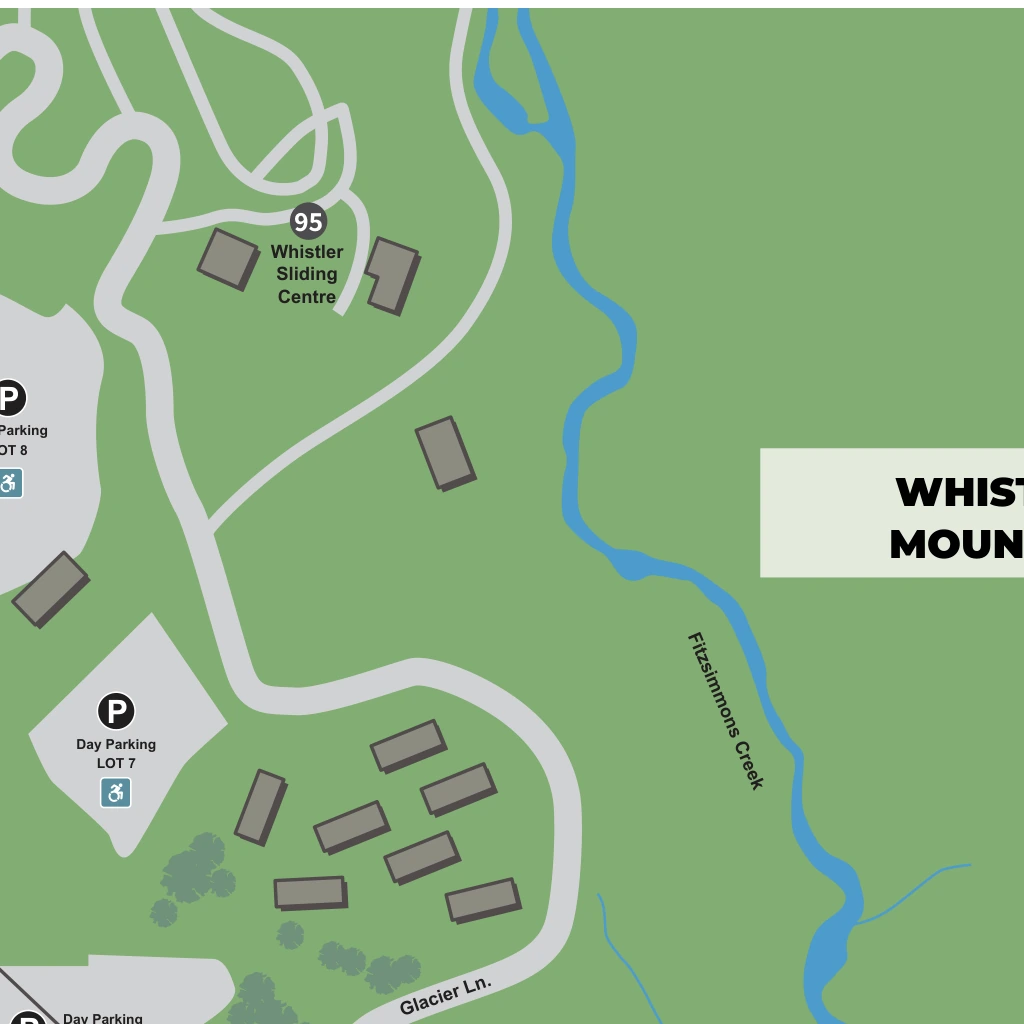 95
Whistler
Sliding
Centre
P
Parking
OT 8
WHIST
MOUN
Fitzsimmons Creek
P
Day Parking
LOT 7
Glacier Ln.
P
Day Parking